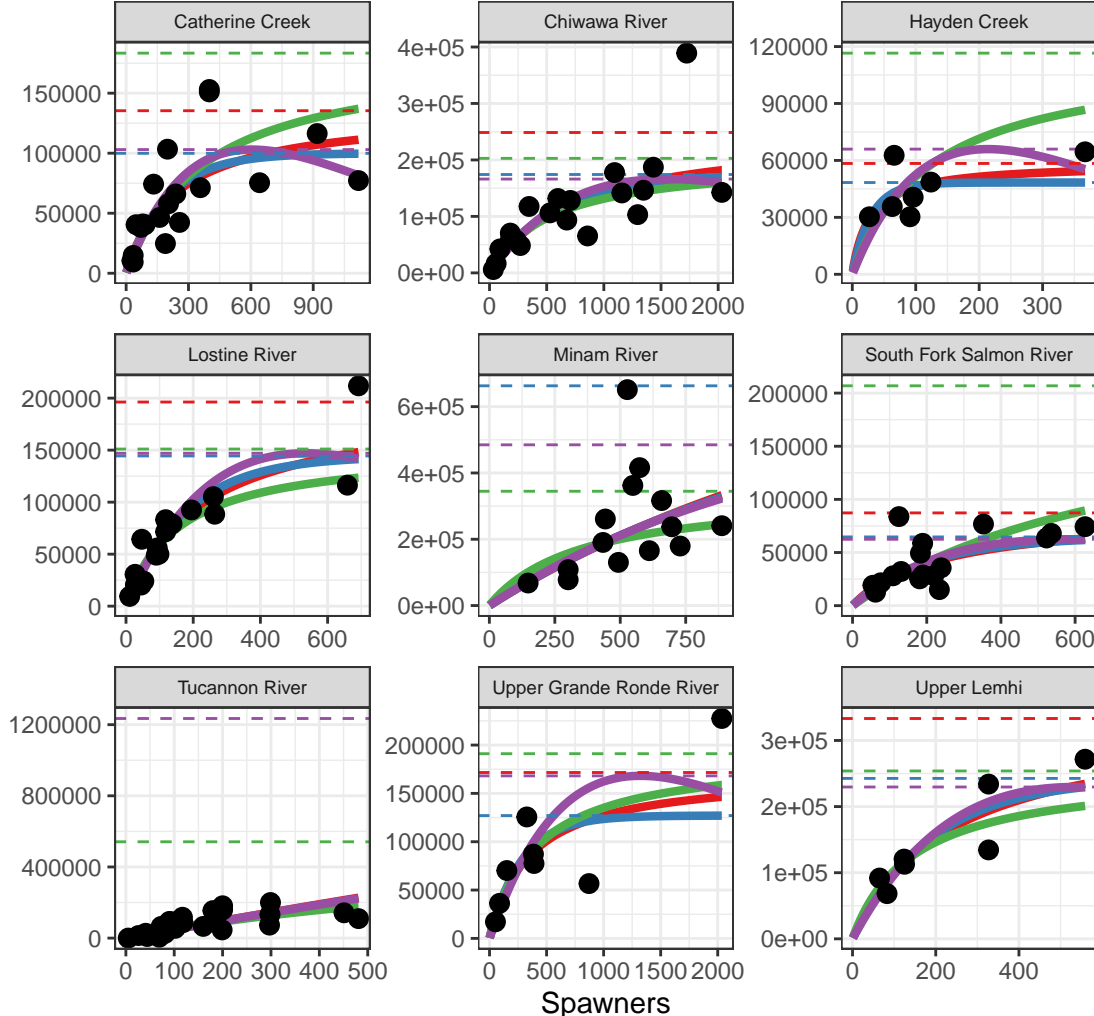 Catherine Creek
Chiwawa River
Hayden Creek
150000
100000
50000
0
0 300 600 900
4e+05
3e+05
2e+05
1e+05
0e+00
0 500 1000 1500 2000
120000
90000
60000
30000
0
0 100 200 300
Lostine River
Minam River
South Fork Salmon River
200000
150000
100000
50000
0
0 200 400 600
6e+05
4e+05
2e+05
0e+00
0 250 500 750
200000
150000
100000
50000
0
0 200 400 600
Tucannon River
Upper Grande Ronde River
Upper Lemhi
1200000
800000
400000
0
0 100 200 300 400 500
200000
150000
100000
50000
0
0 500 1000 1500 2000
3e+05
2e+05
1e+05
0e+00
0 200 400
Spawners